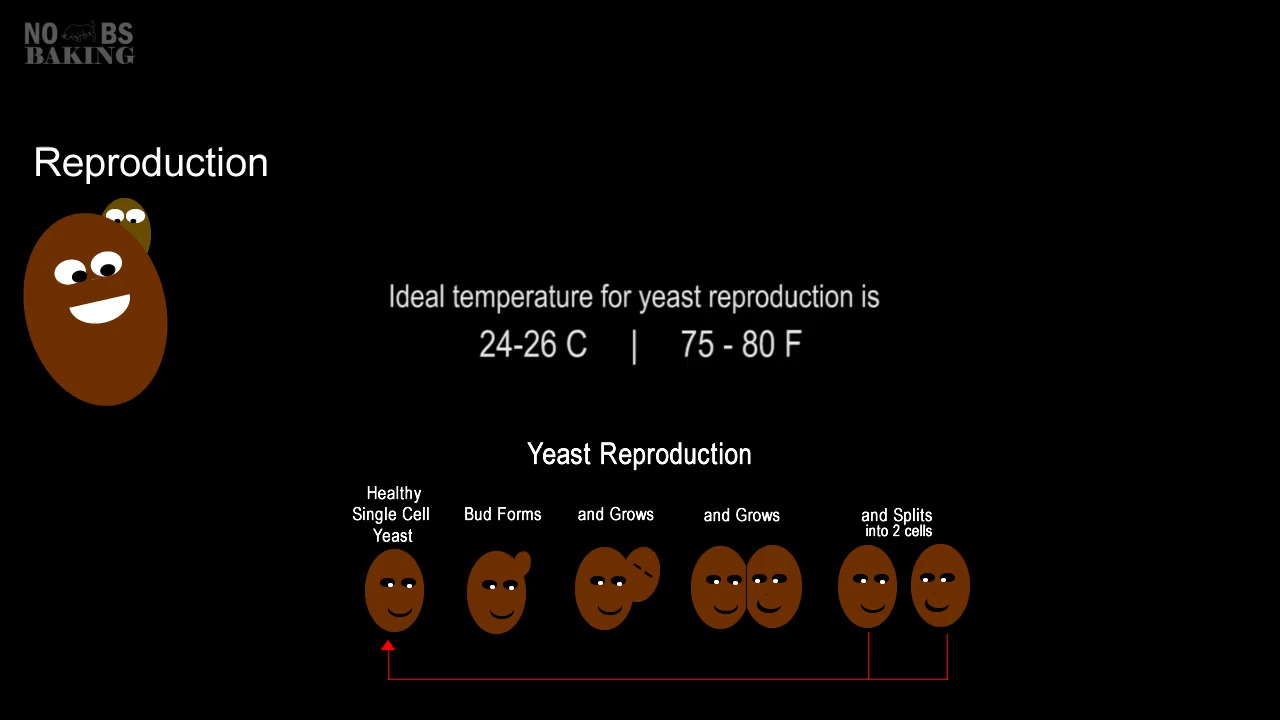 NO BS
BAKING
Reproduction
Ideal temperature for yeast reproduction is
24-26 C | 75 - 80 F
Yeast Reproduction
Healthy
Single Cell
Yeast
Bud Forms
and Grows
and Grows
and Splits
into 2 cells